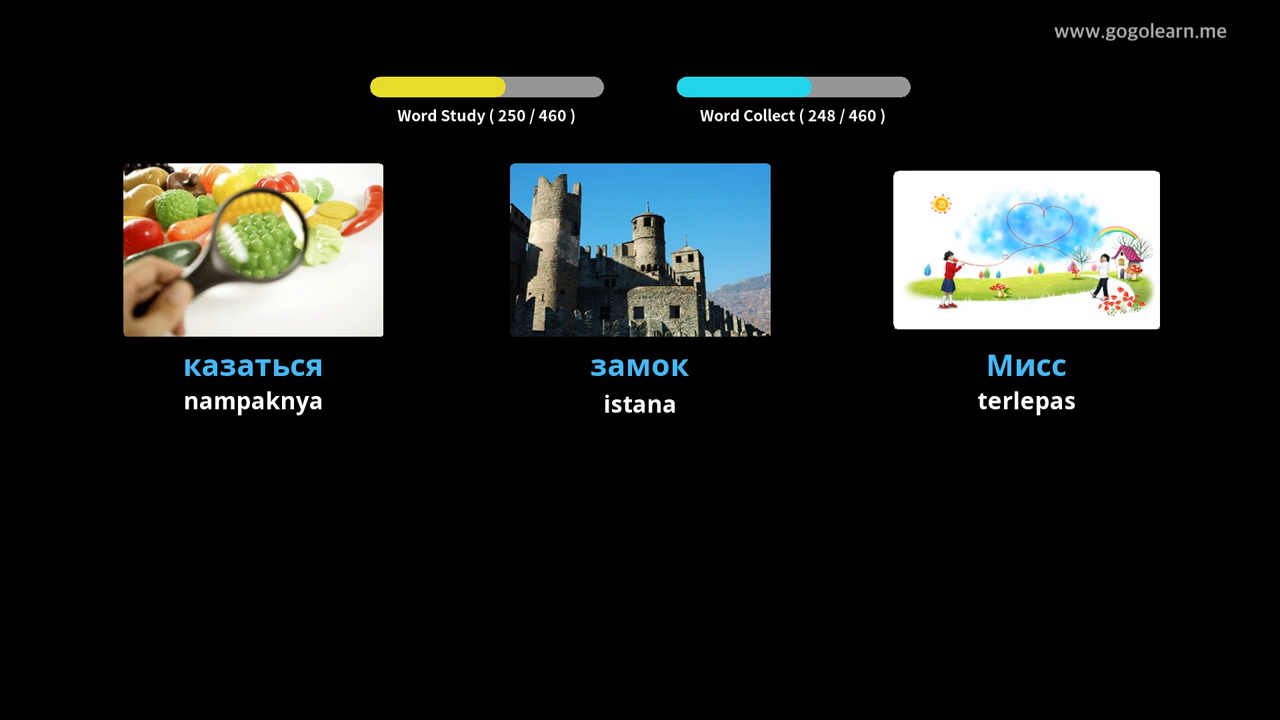 www.gogolearn.me
Word Study ( 250 / 460 )
Word Collect ( 248 / 460 )
казаться
nampaknya
замок
istana
Мисс
terlepas